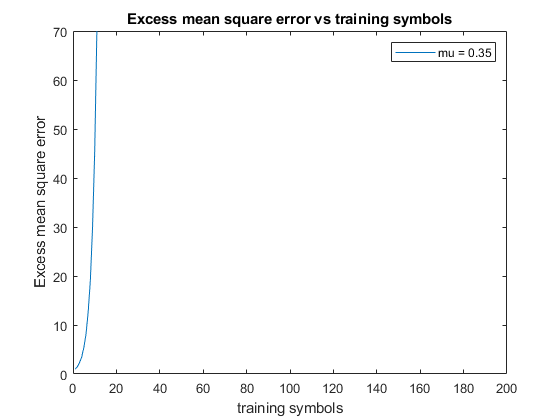 Excess mean square error vs training symbols
mu = 0.35
Excess mean square error
70
60
50
40
30
20
10
0
0 20 40 60 80 100 120 140 160 180 200
training symbols